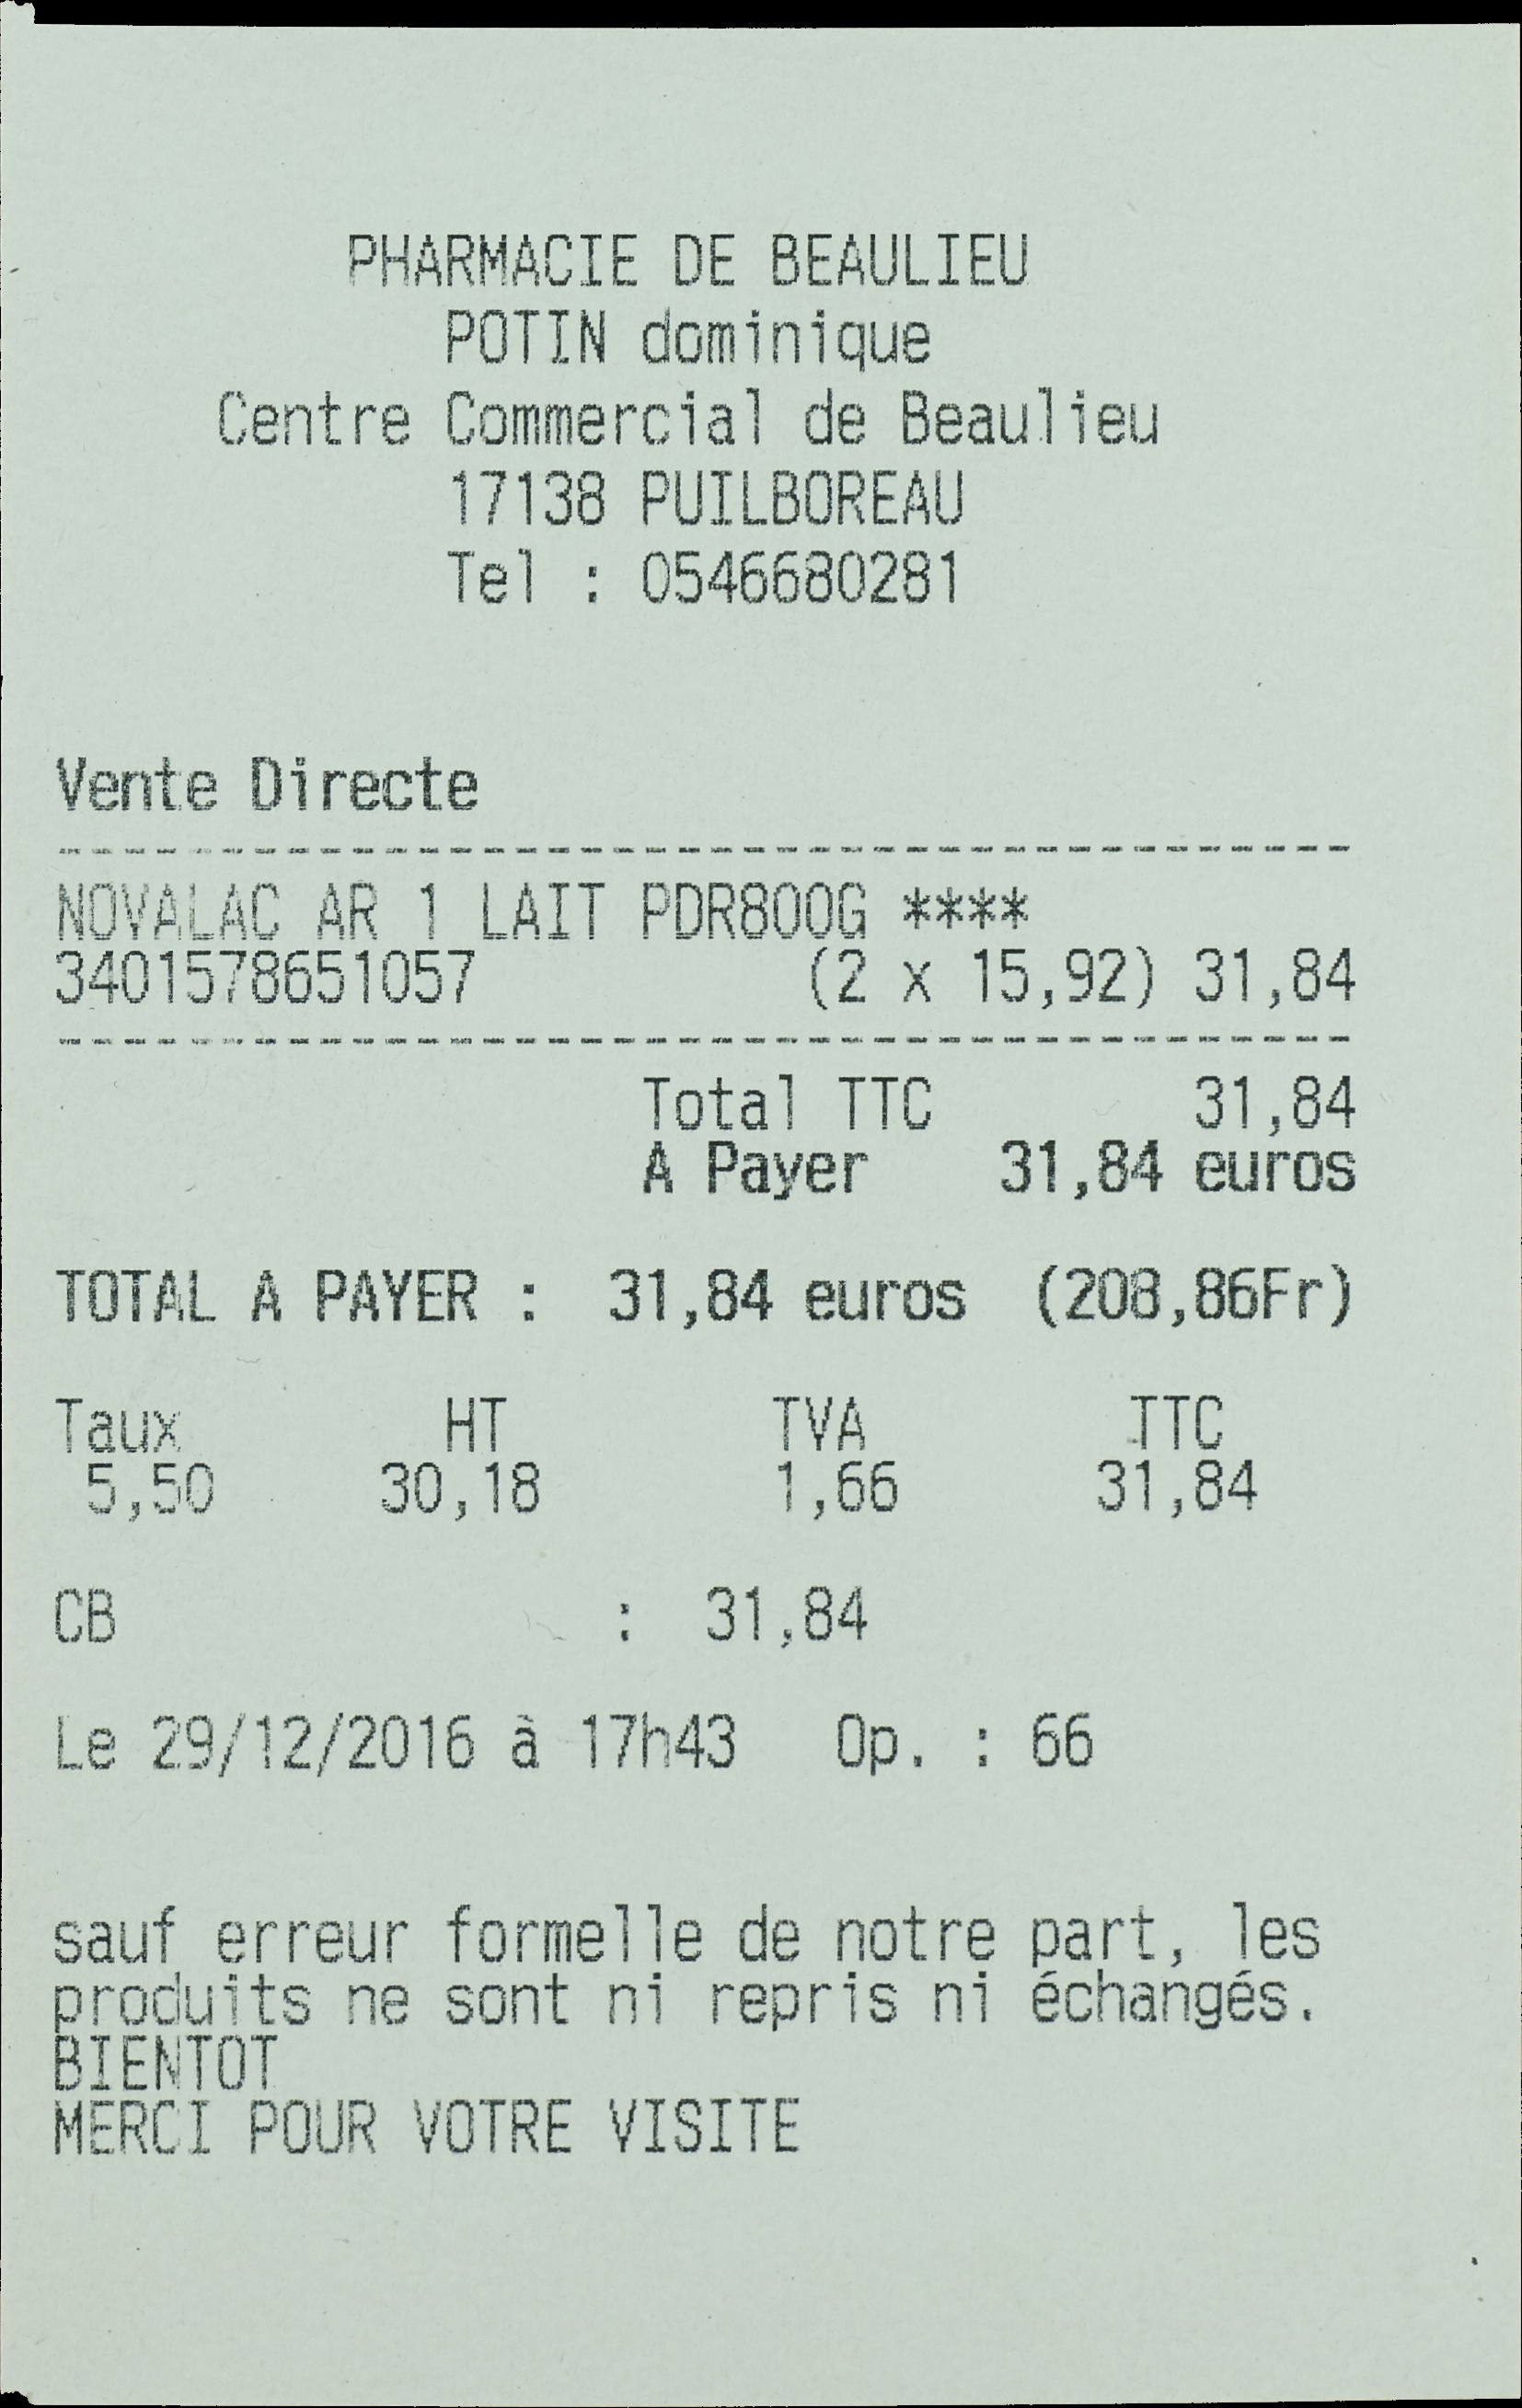 PHARMACIE DE BEAULIEU
POTIN dominique
Centre Commercial de Beaulieu
17138 PUILBOREAU
Tel : 0546680281
Vente Directe
----------------------------------------
NOVALAC AR 1 LAIT PDR800G ****
3401578651057 (2 x 15,92) 31,84
----------------------------------------
Total TTC 31,84
A Payer 31,84 euros
TOTAL A PAYER : 31,84 euros (208,86Fr)
Taux HT TVA TTC
5,50 30,18 1,66 31,84
CB : 31,84
Le 29/12/2016 à 17h43 Op. : 66
sauf erreur formelle de notre part, les
produits ne sont ni repris ni échangés.
BIENTOT
MERCI POUR VOTRE VISITE